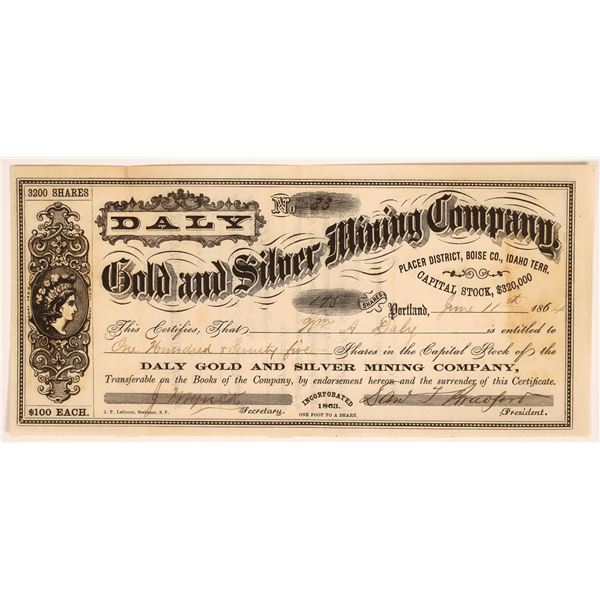 3200 SHARES
No 33
DALY
Gold and Silver Mining Company.
PLACER DISTRICT, BOISE CO., IDAHO TERR.
CAPITAL STOCK, $320,000
175 SHARES
Portland, June 11th 1864
This Certifies, That Wm A. Daly is entitled to
One Hundred & Seventy five Shares in the Capital Stock of the
DALY GOLD AND SILVER MINING COMPANY,
Transferable on the Books of the Company, by endorsement hereon and the surrender of this Certificate.
$100 EACH.
J. F. LeCount, Stationer, S. F.
Secretary.
INCORPORATED
1863.
ONE FOOT TO A SHARE.
President.